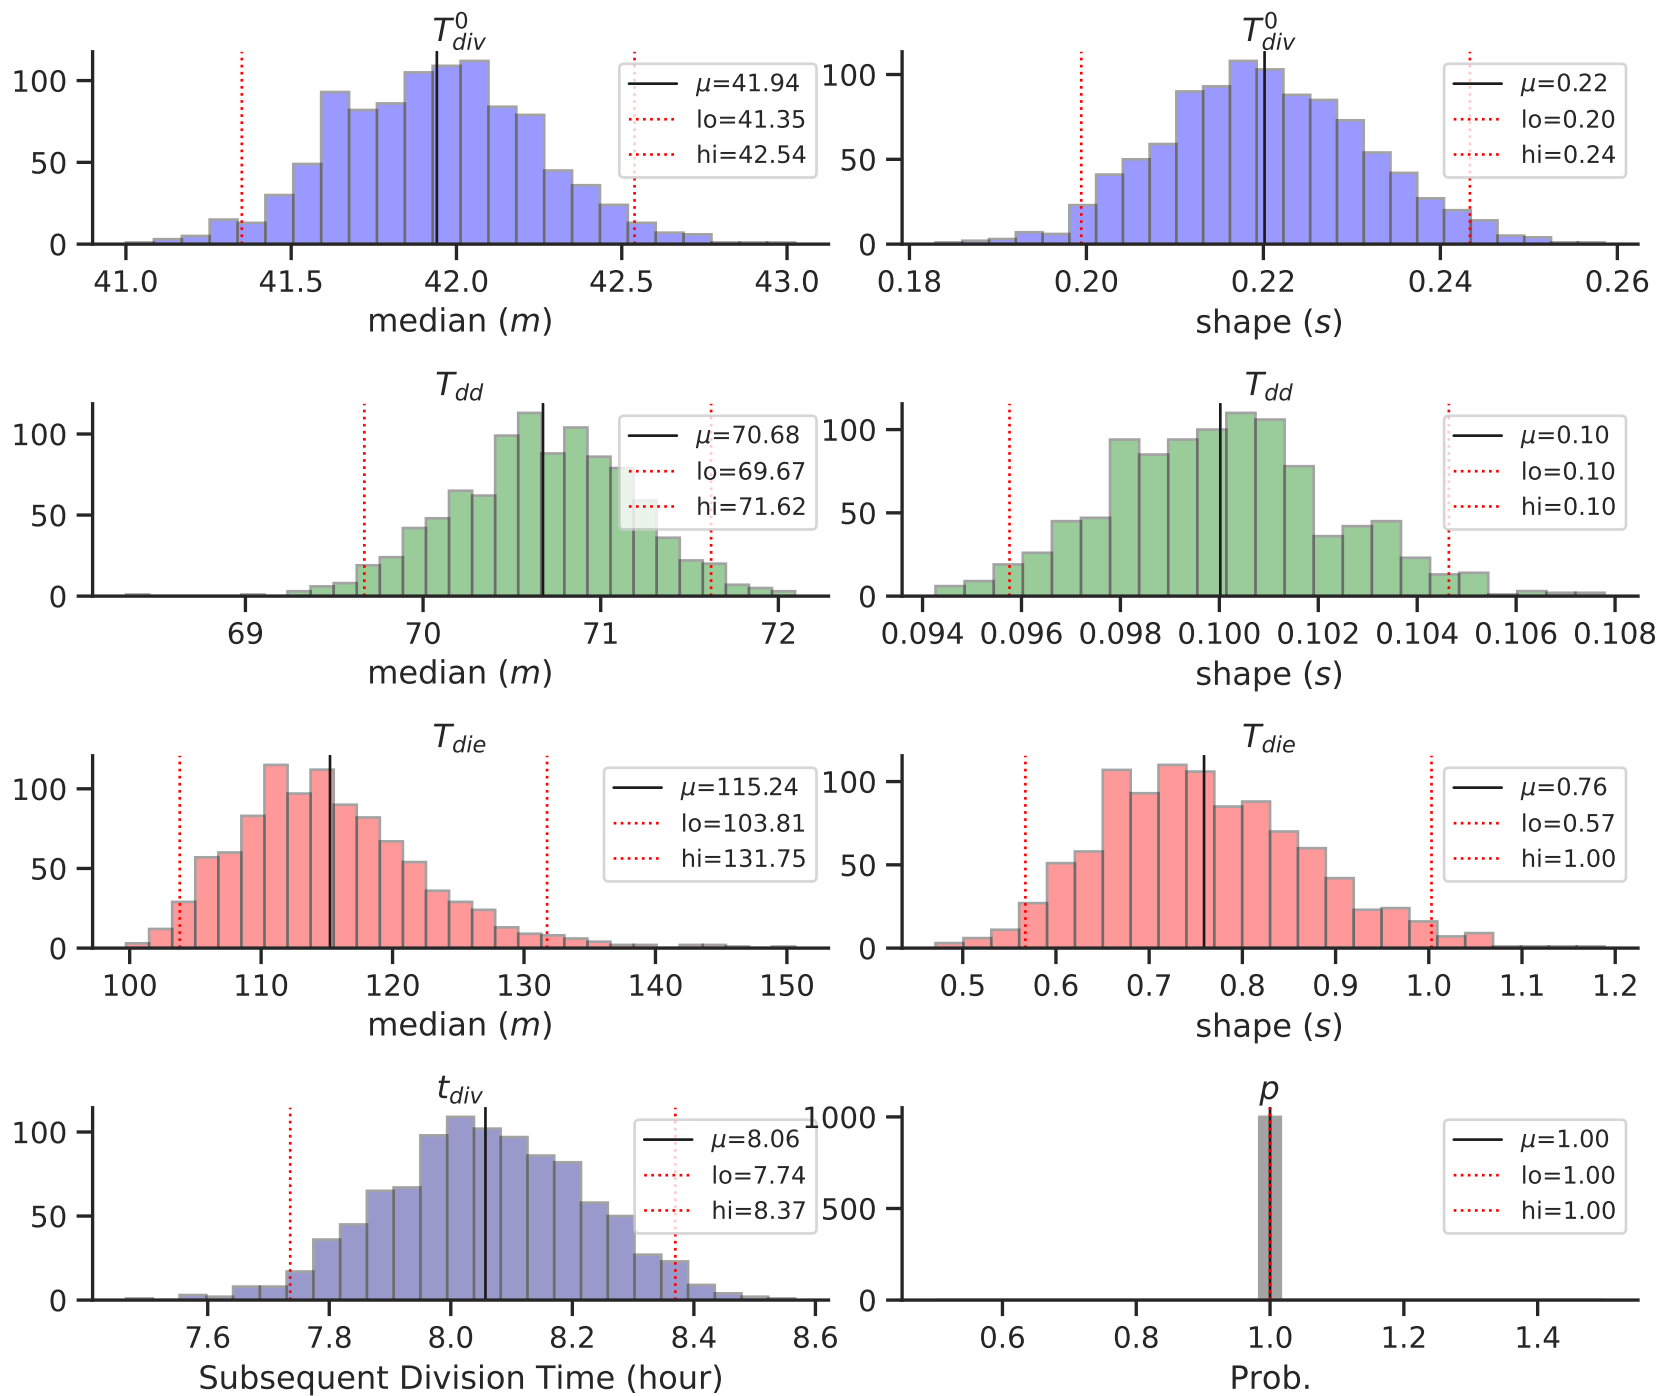 T⁰div
100
50
0
μ=41.94
lo=41.35
hi=42.54
41.0 41.5 42.0 42.5 43.0
median (m)
T⁰div
100
50
0
μ=0.22
lo=0.20
hi=0.24
0.18 0.20 0.22 0.24 0.26
shape (s)
Tdd
100
50
0
μ=70.68
lo=69.67
hi=71.62
69 70 71 72
median (m)
Tdd
100
50
0
μ=0.10
lo=0.10
hi=0.10
0.094 0.096 0.098 0.100 0.102 0.104 0.106 0.108
shape (s)
Tdie
100
50
0
μ=115.24
lo=103.81
hi=131.75
100 110 120 130 140 150
median (m)
Tdie
100
50
0
μ=0.76
lo=0.57
hi=1.00
0.5 0.6 0.7 0.8 0.9 1.0 1.1 1.2
shape (s)
tdiv
100
50
0
μ=8.06
lo=7.74
hi=8.37
7.6 7.8 8.0 8.2 8.4 8.6
Subsequent Division Time (hour)
p
1000
500
0
μ=1.00
lo=1.00
hi=1.00
0.6 0.8 1.0 1.2 1.4
Prob.